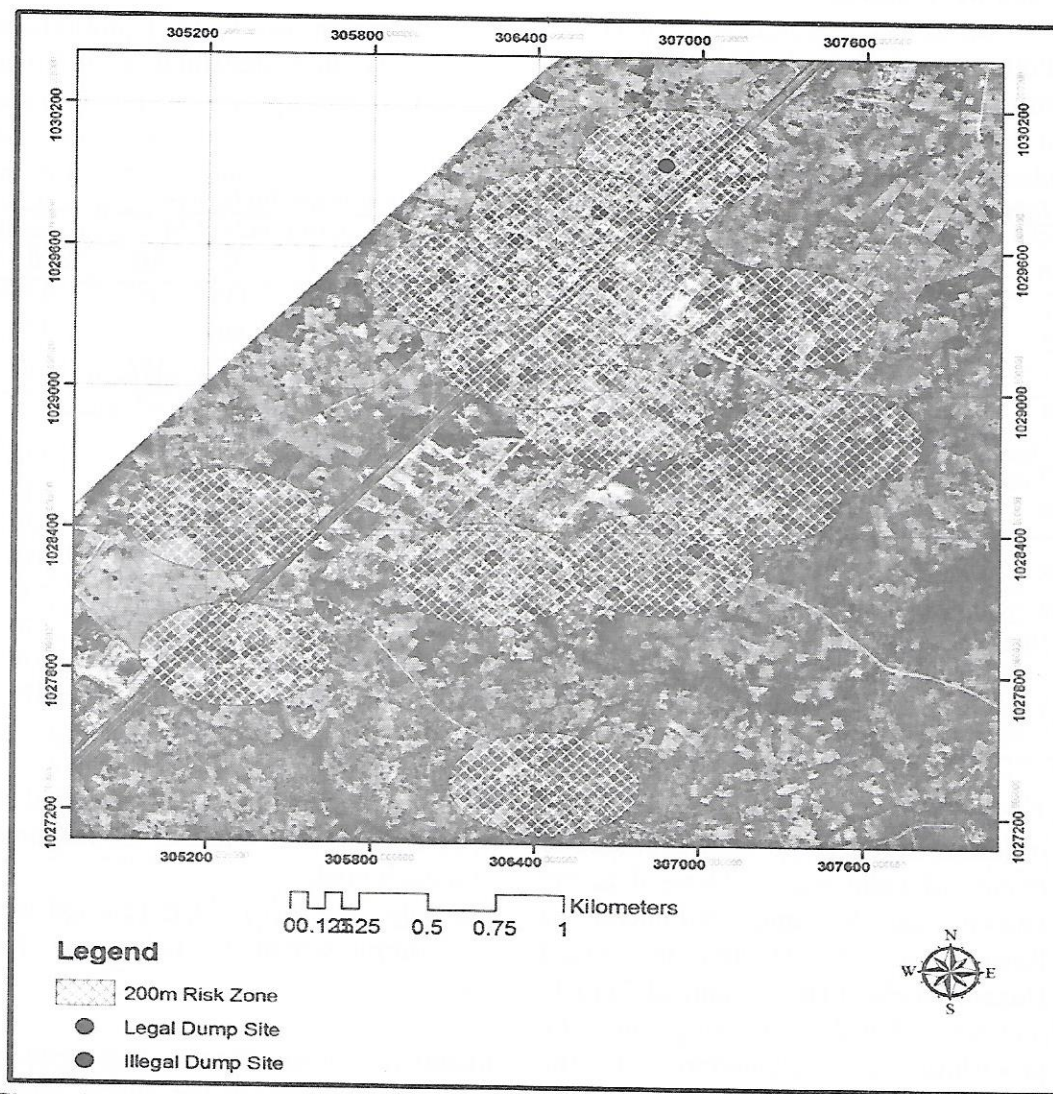 305200 305800 306400 307000 307600
1030200 1030200
1029600 1029600
1029000 1029000
1028400 1028400
1027800 1027800
1027200 1027200
305200 305800 306400 307000 307600
Kilometers
0 0.5 0.75 1
Legend
200m Risk Zone
Legal Dump Site
Illegal Dump Site
N
W E
S